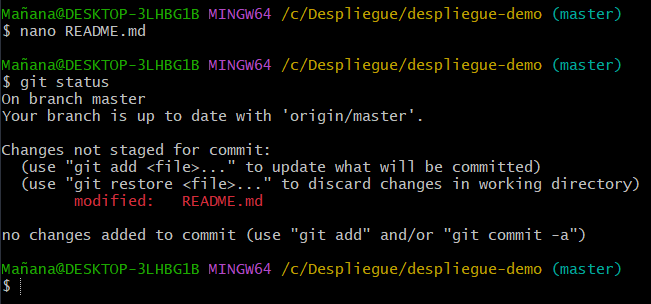 Mañana@DESKTOP-3LHBG1B MINGW64 /c/Despliegue/despliegue-demo (master)
$ nano README.md
Mañana@DESKTOP-3LHBG1B MINGW64 /c/Despliegue/despliegue-demo (master)
$ git status
On branch master
Your branch is up to date with 'origin/master'.
Changes not staged for commit:
(use "git add <file>..." to update what will be committed)
(use "git restore <file>..." to discard changes in working directory)
modified: README.md
no changes added to commit (use "git add" and/or "git commit -a")
Mañana@DESKTOP-3LHBG1B MINGW64 /c/Despliegue/despliegue-demo (master)
$